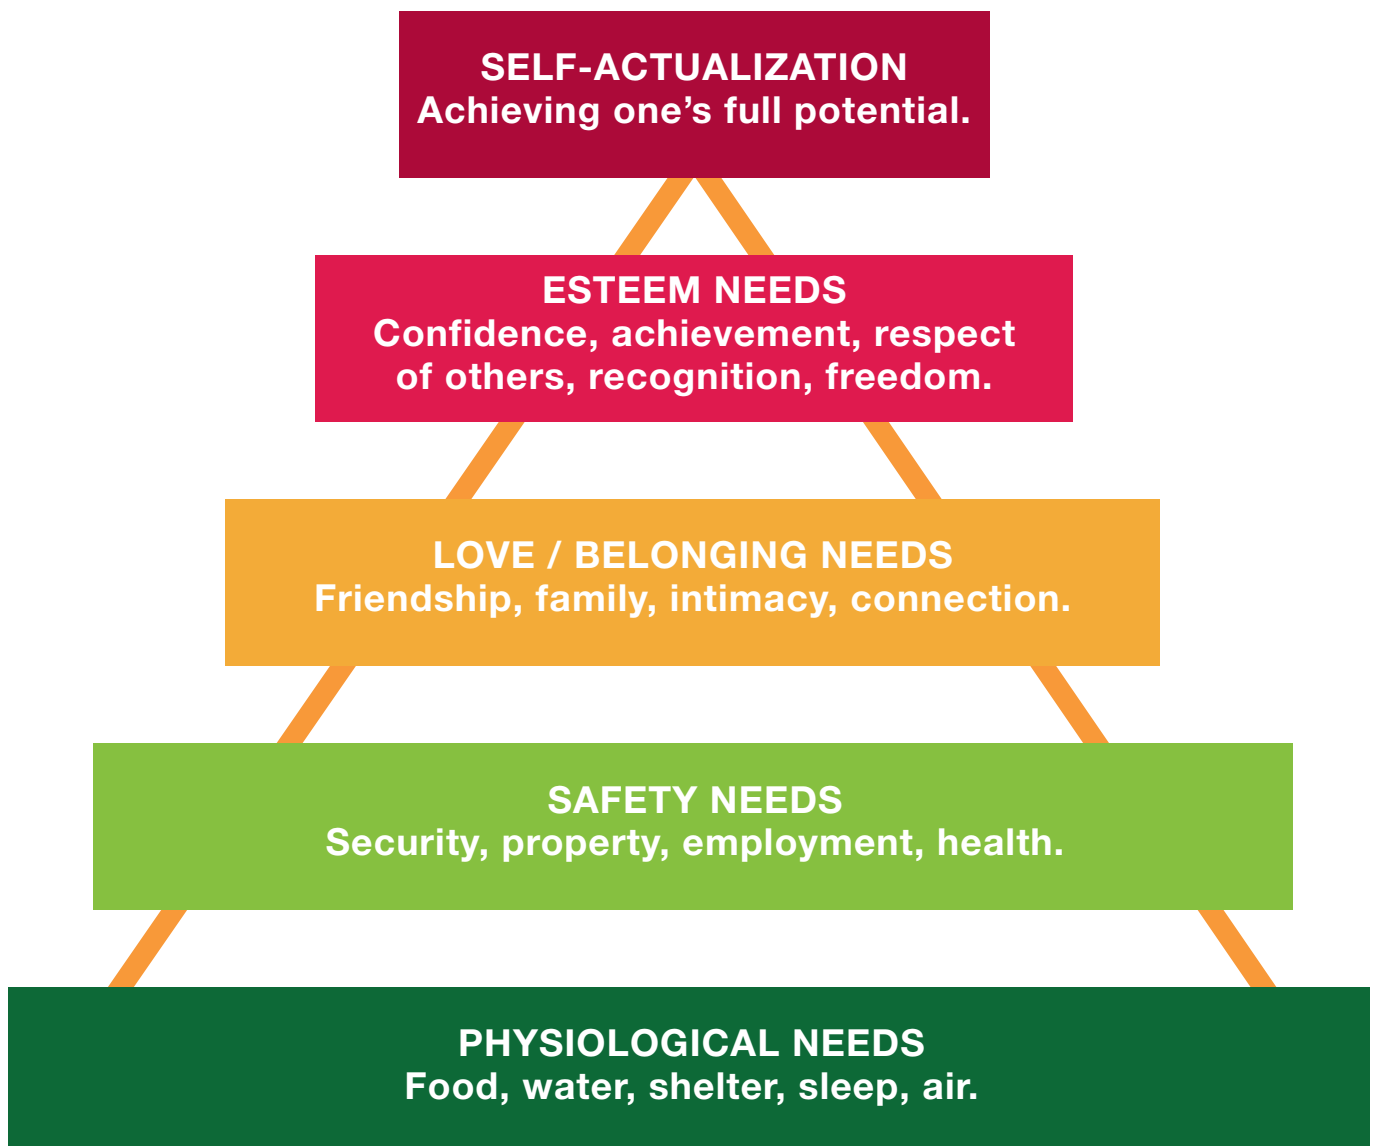 SELF-ACTUALIZATION
Achieving one’s full potential.
ESTEEM NEEDS
Confidence, achievement, respect
of others, recognition, freedom.
LOVE / BELONGING NEEDS
Friendship, family, intimacy, connection.
SAFETY NEEDS
Security, property, employment, health.
PHYSIOLOGICAL NEEDS
Food, water, shelter, sleep, air.